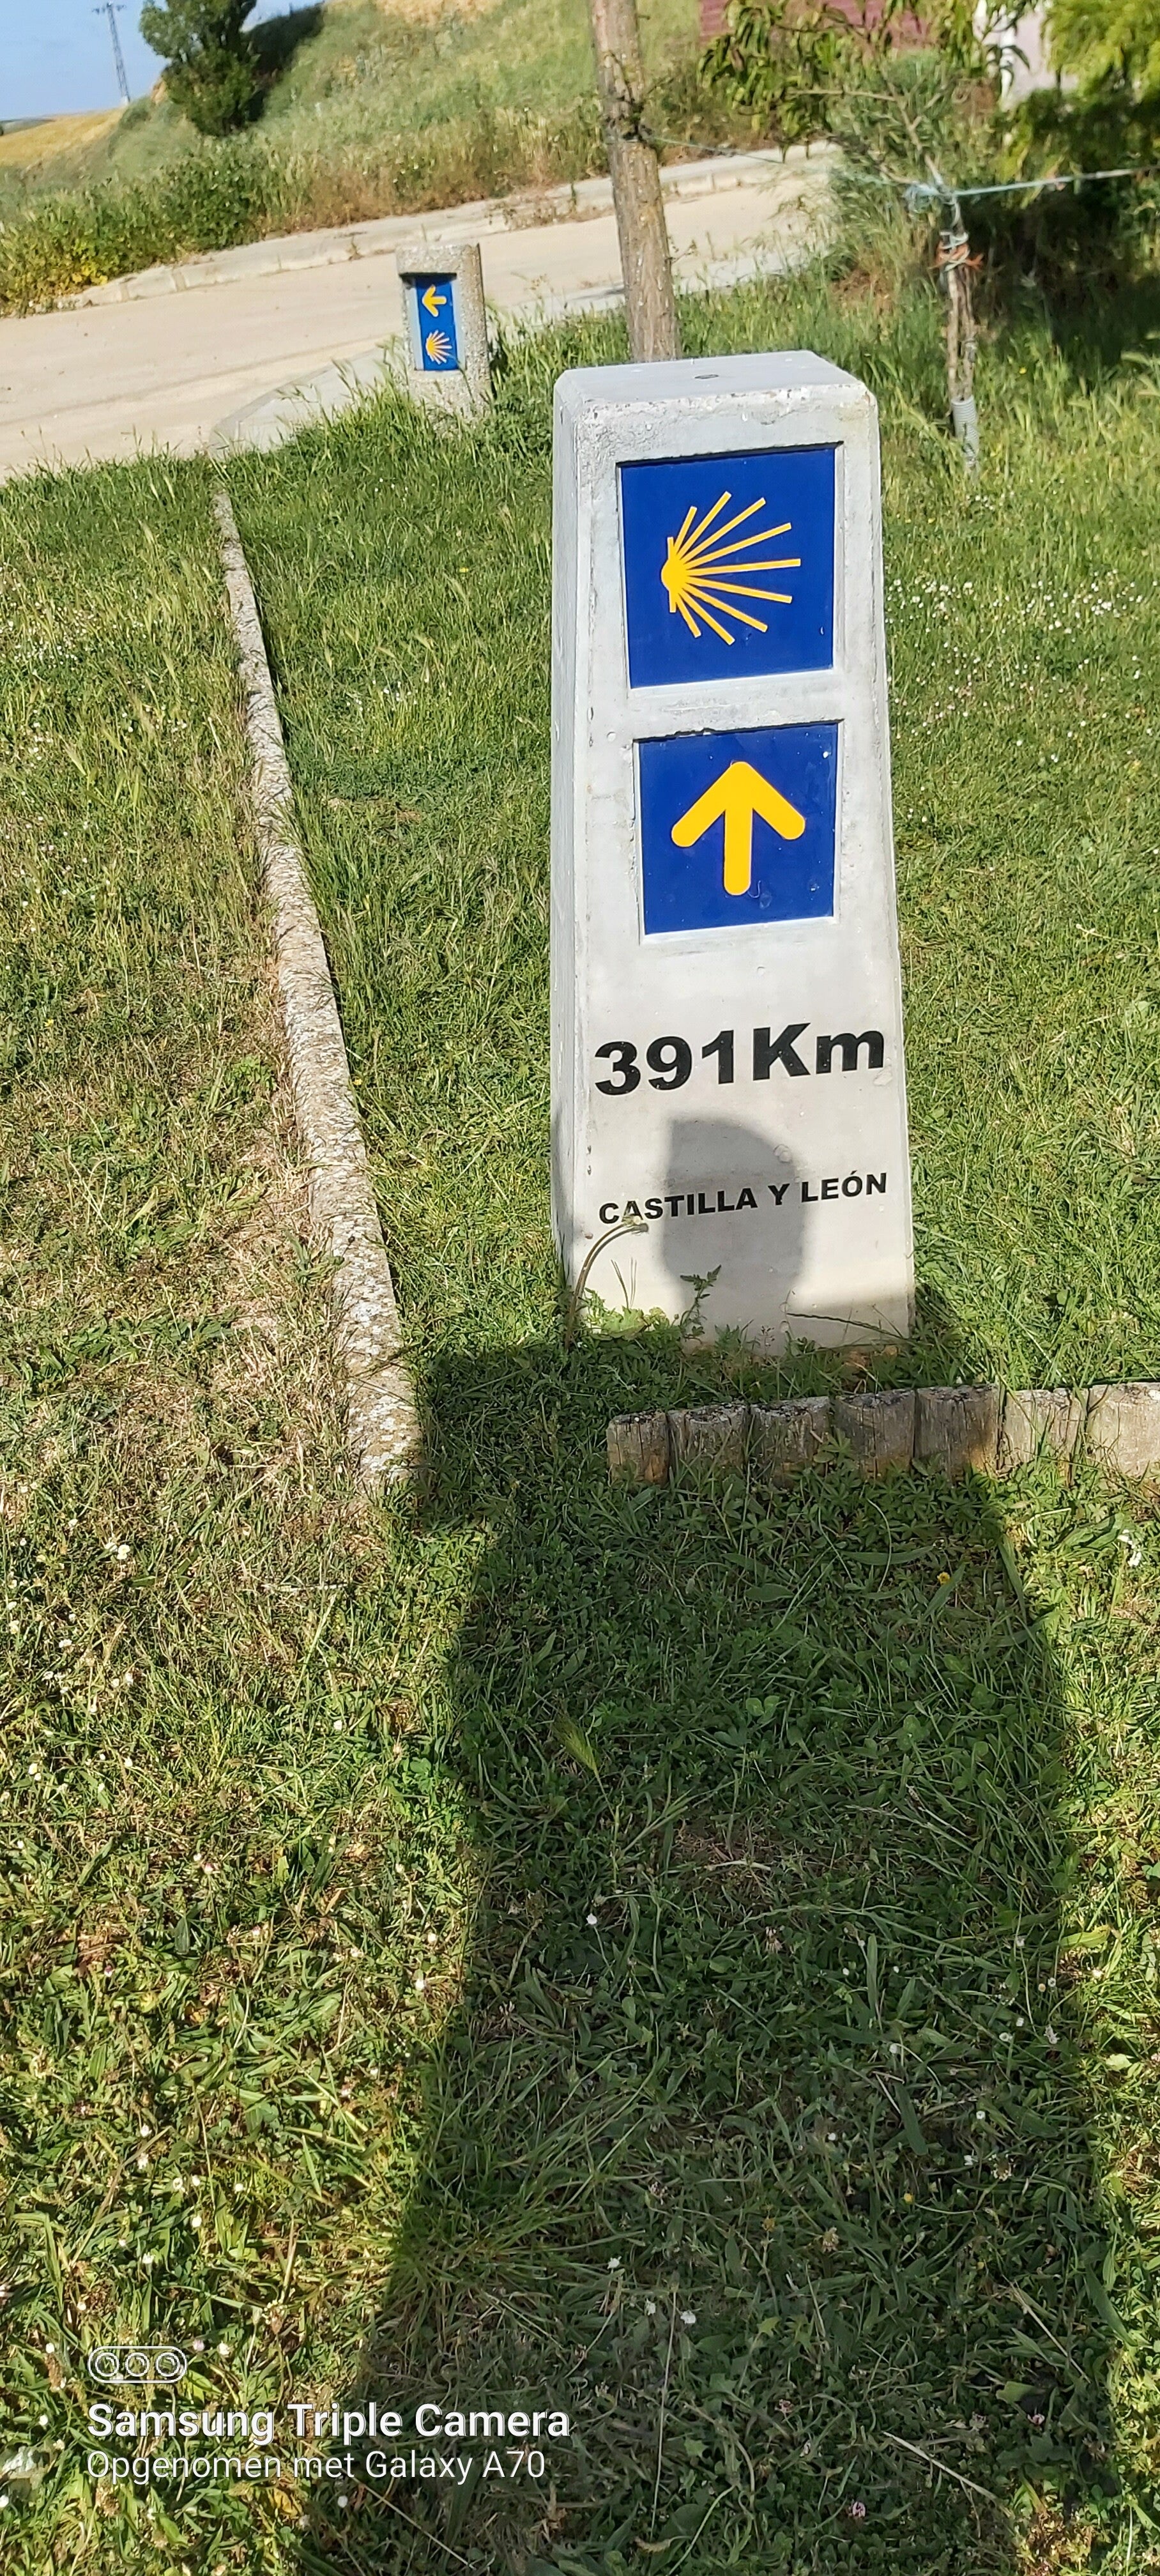 391Km
CASTILLA Y LEÓN
Samsung Triple Camera
Opgenomen met Galaxy A70